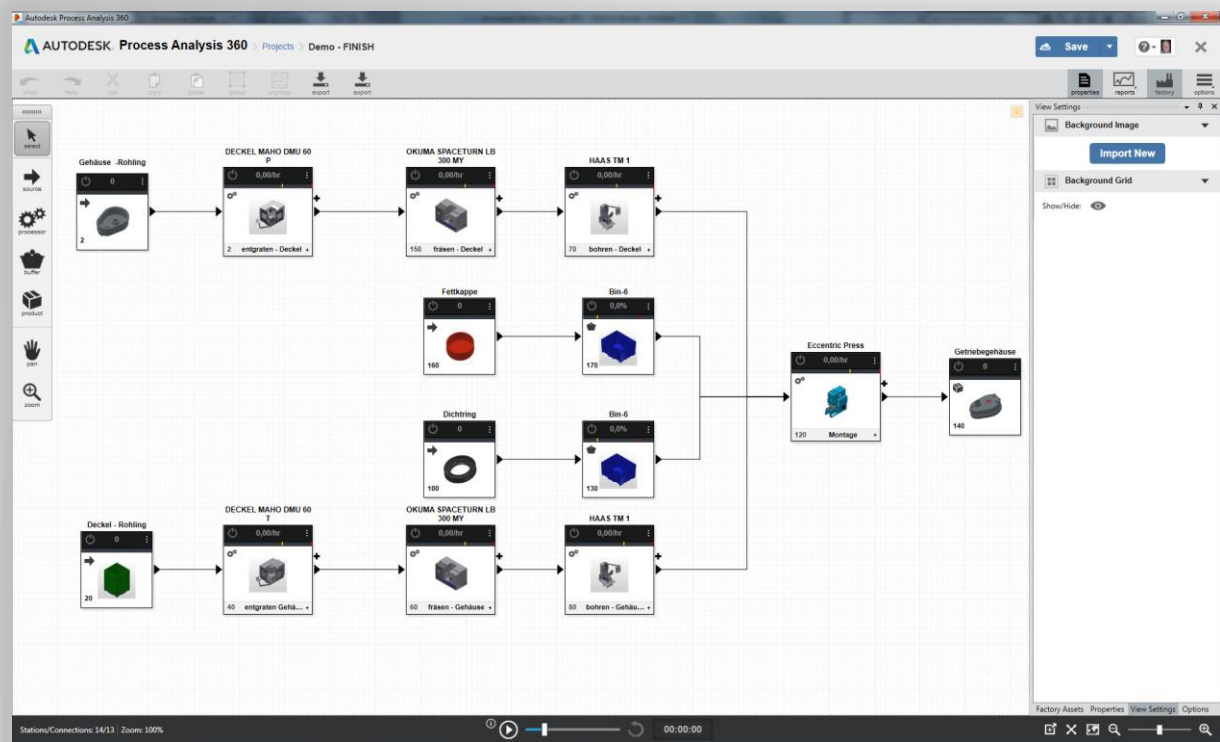 Autodesk Process Analysis 360
AUTODESK. Process Analysis 360 > Projects > Demo - FINISH
Save
?
undo redo cut copy paste group ungroup export export
properties reports factory options
View Settings
Background Image
Import New
Background Grid
Show/Hide:
select
source
processor
buffer
product
pan
zoom
Gehäuse -Rohling
0
2
DECKEL MAHO DMU 60
P
0,00/hr
2 entgraten - Deckel +
OKUMA SPACETURN LB
300 MY
0,00/hr
150 fräsen - Deckel +
HAAS TM 1
0,00/hr
70 bohren - Deckel +
Fettkappe
0
160
Bin-6
0,0%
170
Eccentric Press
0,00/hr
120 Montage +
Getriebegehäuse
0
140
Dichtring
0
100
Bin-6
0,0%
130
Deckel - Rohling
0
20
DECKEL MAHO DMU 60
T
0,00/hr
40 entgraten Gehä... +
OKUMA SPACETURN LB
300 MY
0,00/hr
60 fräsen - Gehäuse +
HAAS TM 1
0,00/hr
80 bohren - Gehäu... +
Factory Assets Properties View Settings Options
Stations/Connections: 14/13 Zoom: 100%
00:00:00